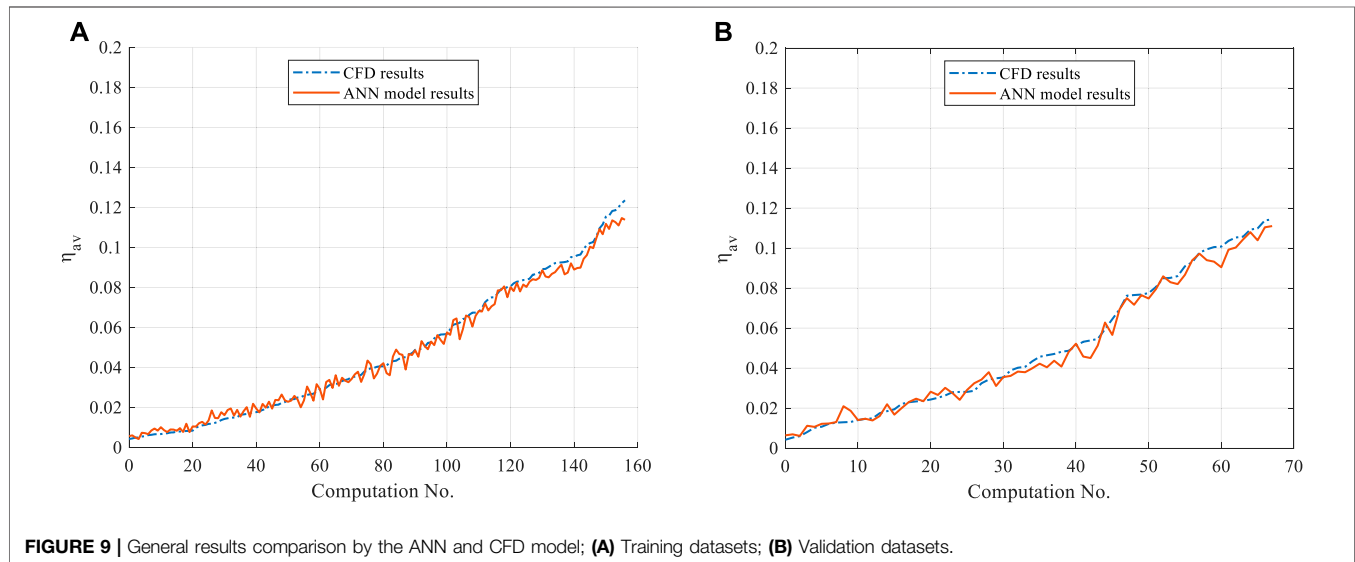 A
0.2
0.18
0.16
0.14
0.12
0.1
0.08
0.06
0.04
0.02
0
ηav
CFD results
ANN model results
0 20 40 60 80 100 120 140 160
Computation No.
B
0.2
0.18
0.16
0.14
0.12
0.1
0.08
0.06
0.04
0.02
0
ηav
CFD results
ANN model results
0 10 20 30 40 50 60 70
Computation No.
FIGURE 9 | General results comparison by the ANN and CFD model; (A) Training datasets; (B) Validation datasets.